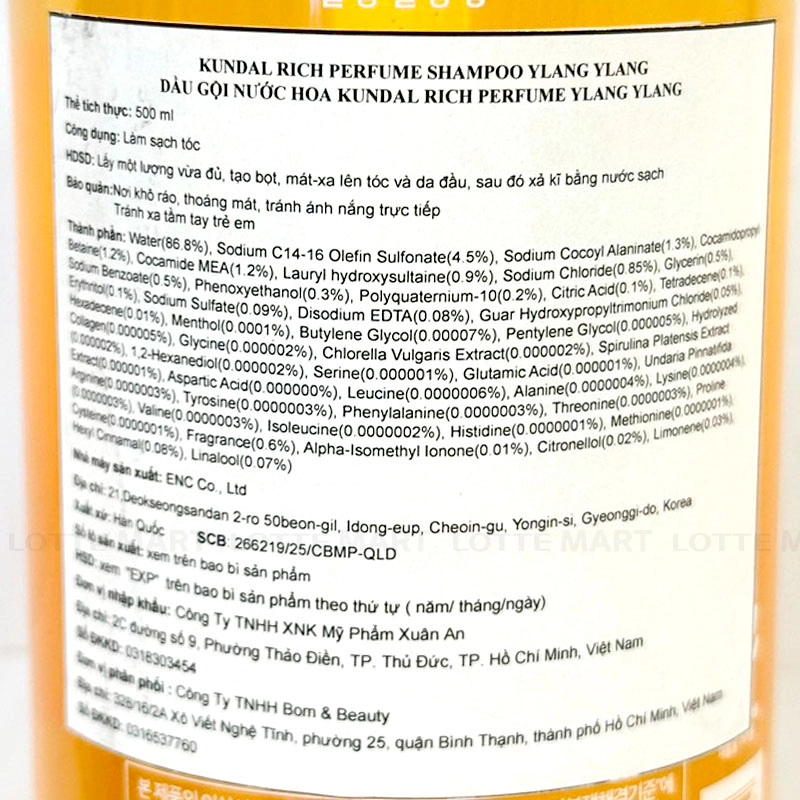 KUNDAL RICH PERFUME SHAMPOO YLANG YLANG
DẦU GỘI NƯỚC HOA KUNDAL RICH PERFUME YLANG YLANG
Thể tích thực: 500 ml
Công dụng: Làm sạch tóc
HDSD: Lấy một lượng vừa đủ, tạo bọt, mát-xa lên tóc và da đầu, sau đó xả kĩ bằng nước sạch
Bảo quản:Nơi khô ráo, thoáng mát, tránh ánh nắng trực tiếp
Tránh xa tầm tay trẻ em
Thành phần: Water(86.8%), Sodium C14-16 Olefin Sulfonate(4.5%), Sodium Cocoyl Alaninate(1.3%), Cocamidopropyl
Betaine(1.2%), Cocamide MEA(1.2%), Lauryl hydroxysultaine(0.9%), Sodium Chloride(0.85%), Glycerin(0.5%),
Sodium Benzoate(0.5%), Phenoxyethanol(0.3%), Polyquaternium-10(0.2%), Citric Acid(0.1%), Tetradecene(0.1%),
Erythritol(0.1%), Sodium Sulfate(0.09%), Disodium EDTA(0.08%), Guar Hydroxypropyltrimonium Chloride(0.05%),
Hexadecene(0.01%), Menthol(0.0001%), Butylene Glycol(0.00007%), Pentylene Glycol(0.000005%), Hydrolyzed
Collagen(0.000005%), Glycine(0.000002%), Chlorella Vulgaris Extract(0.000002%), Spirulina Platensis Extract
(0.000002%), 1,2-Hexanediol(0.000002%), Serine(0.000001%), Glutamic Acid(0.000001%), Undaria Pinnatifida
Extract(0.000001%), Aspartic Acid(0.000000%), Leucine(0.0000006%), Alanine(0.0000004%), Lysine(0.0000004%),
Arginine(0.0000003%), Tyrosine(0.0000003%), Phenylalanine(0.0000003%), Threonine(0.0000003%), Proline
(0.0000003%), Valine(0.0000003%), Isoleucine(0.0000002%), Histidine(0.0000001%), Methionine(0.0000001%),
Cysteine(0.0000001%), Fragrance(0.6%), Alpha-Isomethyl Ionone(0.01%), Citronellol(0.02%), Limonene(0.03%),
Hexyl Cinnamal(0.08%), Linalool(0.07%)
Nhà máy sản xuất: ENC Co., Ltd
Địa chỉ: 21,Deokseongsandan 2-ro 50beon-gil, Idong-eup, Cheoin-gu, Yongin-si, Gyeonggi-do, Korea
Xuất xứ: Hàn Quốc SCB: 266219/25/CBMP-QLD
LOTTE MART LOTTE MART LOTTE MART LOTTE MART
Số lô sản xuất: xem trên bao bì sản phẩm
HSD: xem "EXP" trên bao bì sản phẩm theo thứ tự ( năm/ tháng/ngày)
Đơn vị nhập khẩu: Công Ty TNHH XNK Mỹ Phẩm Xuân An
Địa chỉ: 2C đường số 9, Phường Thảo Điền, TP. Thủ Đức, TP. Hồ Chí Minh, Việt Nam
Số ĐKKD: 0316303454
Đơn vị phân phối : Công Ty TNHH Bom & Beauty
Địa chỉ: 326/16/2A Xô Viết Nghệ Tĩnh, phường 25, quận Bình Thạnh, thành phố Hồ Chí Minh, Việt Nam
Số ĐKKD: 0316537760